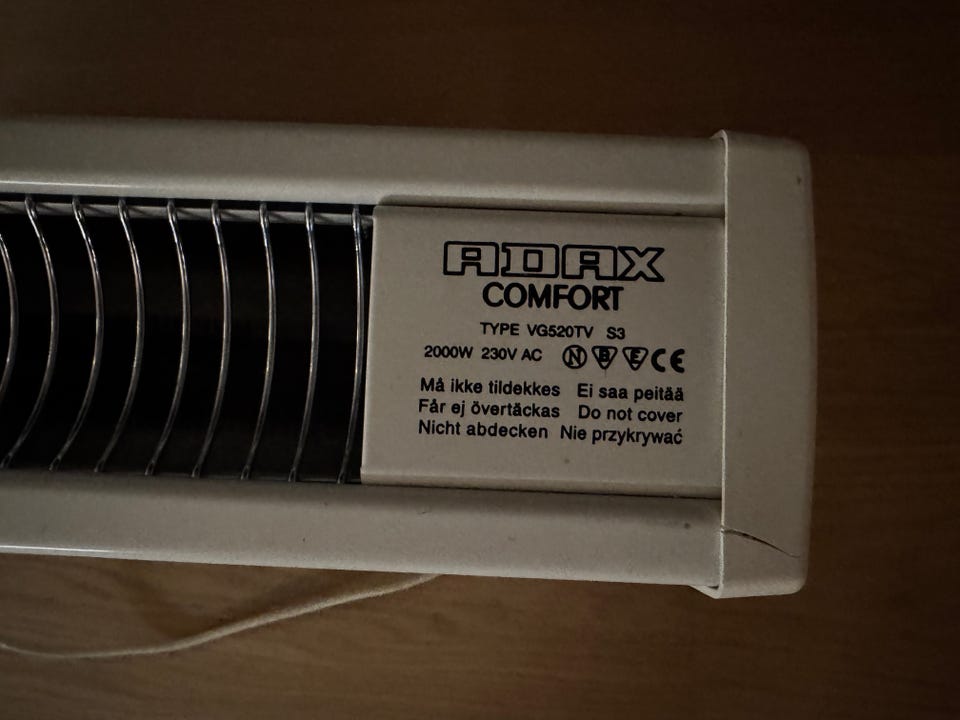 ADAX
COMFORT
TYPE VG520TV S3
2000W 230V AC N B E CE
Må ikke tildekkes Ei saa peitää
Får ej övertäckas Do not cover
Nicht abdecken Nie przykrywać